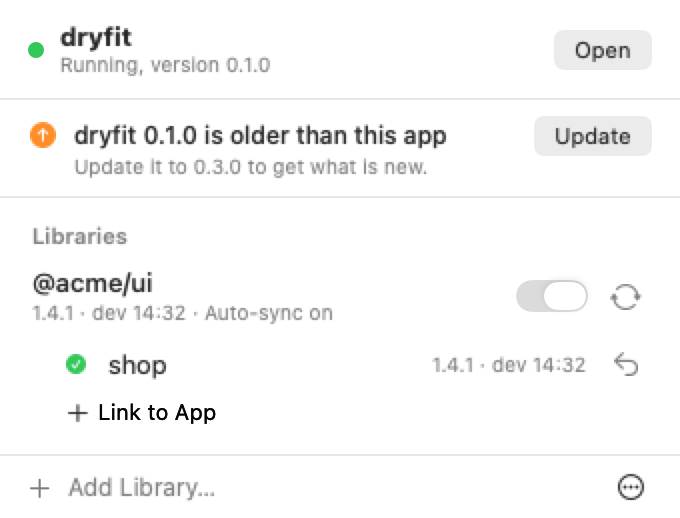 dryfit
Running, version 0.1.0
Open
dryfit 0.1.0 is older than this app
Update it to 0.3.0 to get what is new.
Update
Libraries
@acme/ui
1.4.1 · dev 14:32 · Auto-sync on
shop
1.4.1 · dev 14:32
Link to App
Add Library...